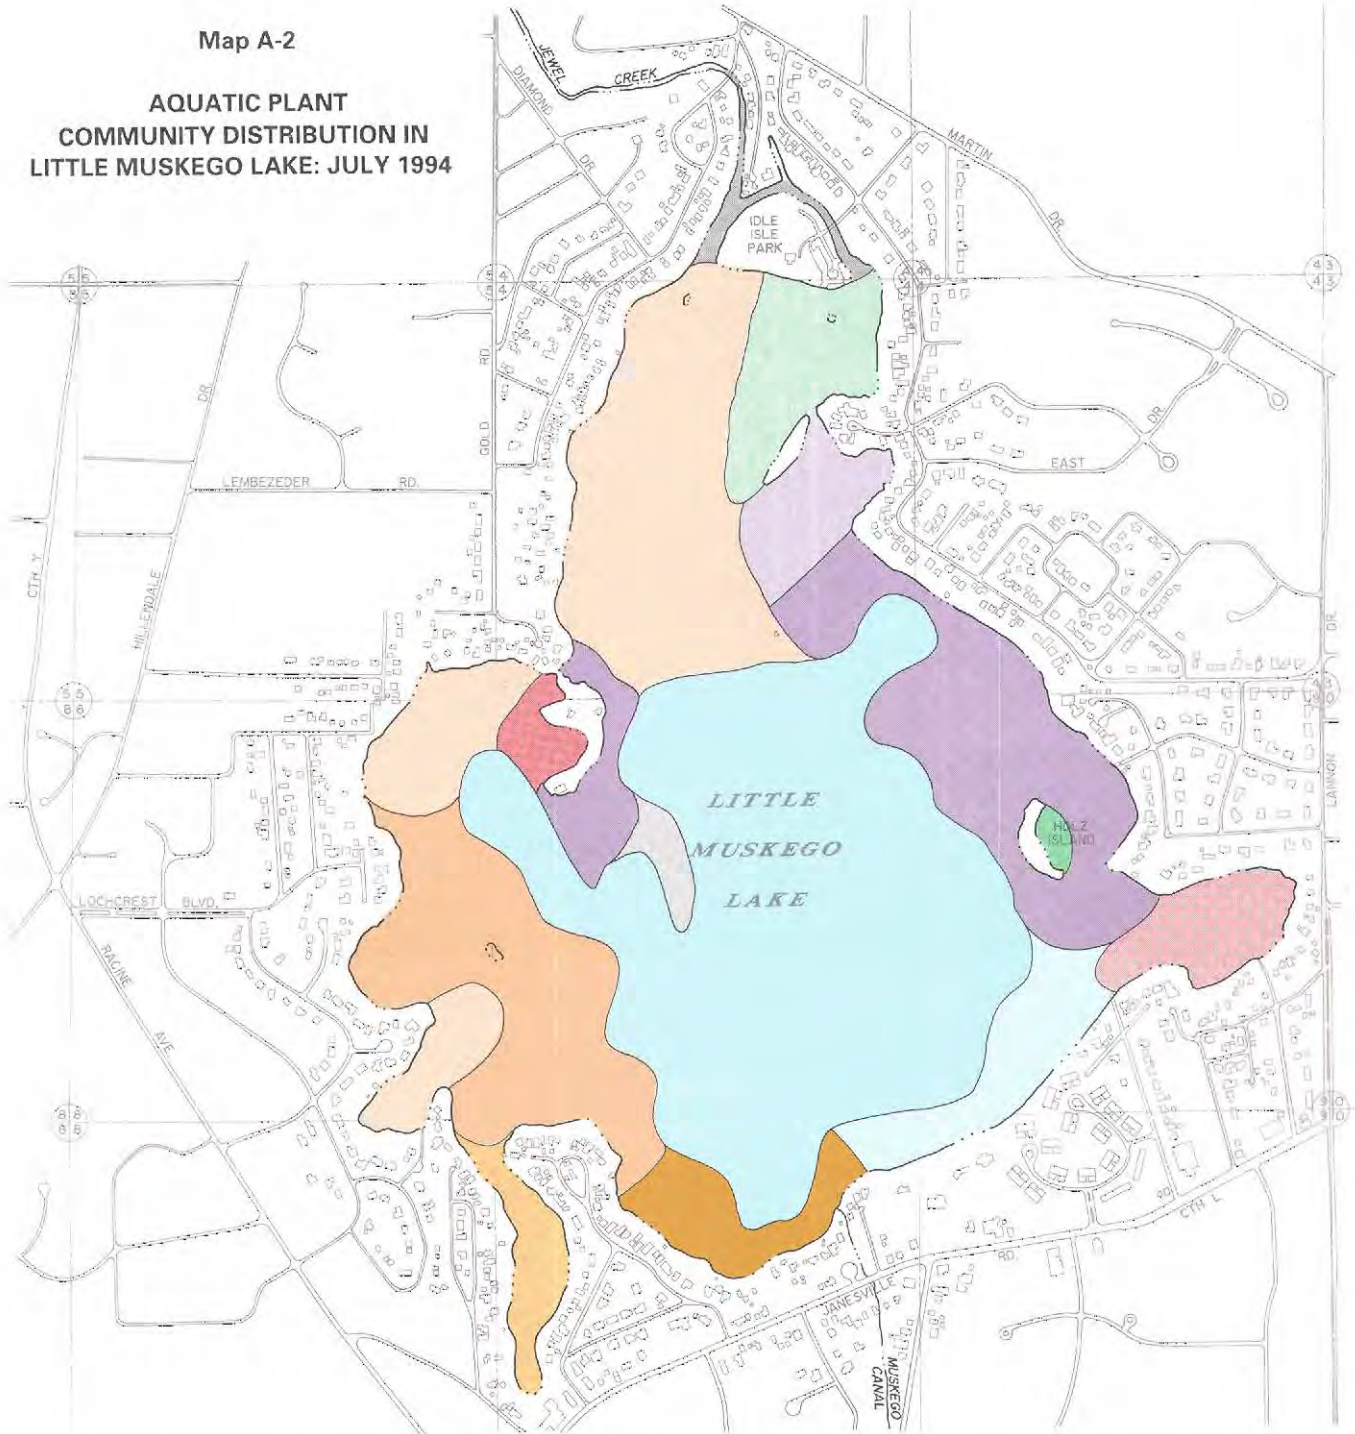 Map A-2
AQUATIC PLANT
COMMUNITY DISTRIBUTION IN
LITTLE MUSKEGO LAKE: JULY 1994
JEWEL
CREEK
DIAMOND
DR.
MARTIN
DR.
IDLE
ISLE
PARK
DR.
GOLD
RD.
DR.
EAST
LEMBEZEDER
RD.
CTH Y
HILLENDALE
DR.
LANNON
LITTLE
MUSKEGO
LAKE
HOLZ
ISLAND
LOCHCREST
BLVD.
RACINE
AVE.
CTH L
RD.
JANESVILLE
MUSKEGO
CANAL